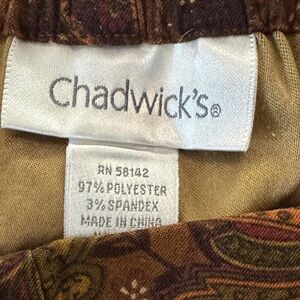 Chadwick's®
RN 58142
97% POLYESTER
3% SPANDEX
MADE IN CHINA